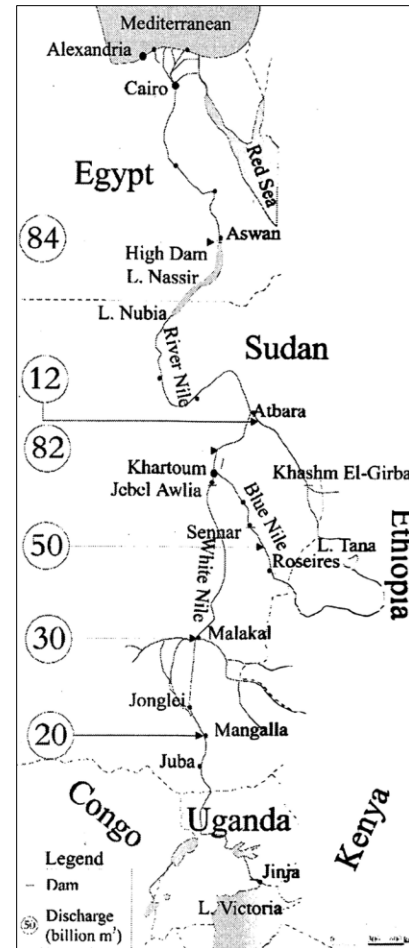 Mediterranean
Alexandria
Cairo
Red Sea
Egypt
84
Aswan
High Dam
L. Nassir
L. Nubia
River Nile
Sudan
12
Atbara
82
Khartoum
Khashm El-Girba
Jebel Awlia
Blue Nile
Ethiopia
Sennar
50
L. Tana
Roseires
White Nile
30
Malakal
Jonglei
20
Mangalla
Juba
Congo
Uganda
Kenya
Legend
Dam
Jinja
50 Discharge
(billion m³)
L. Victoria